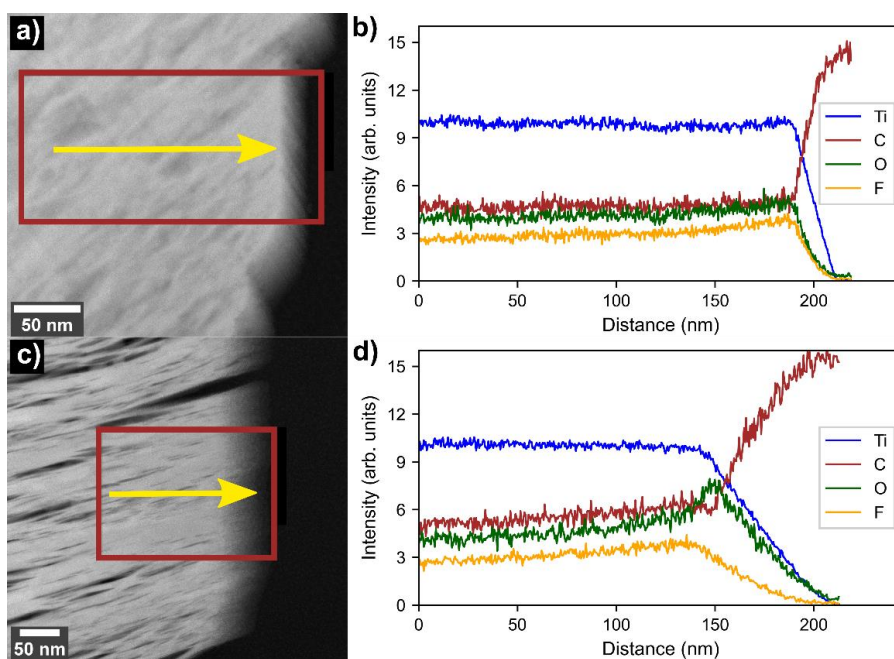 a)
50 nm
b)
Intensity (arb. units)
15
12
9
6
3
0
0 50 100 150 200
Distance (nm)
Ti
C
O
F
c)
50 nm
d)
Intensity (arb. units)
15
12
9
6
3
0
0 50 100 150 200
Distance (nm)
Ti
C
O
F